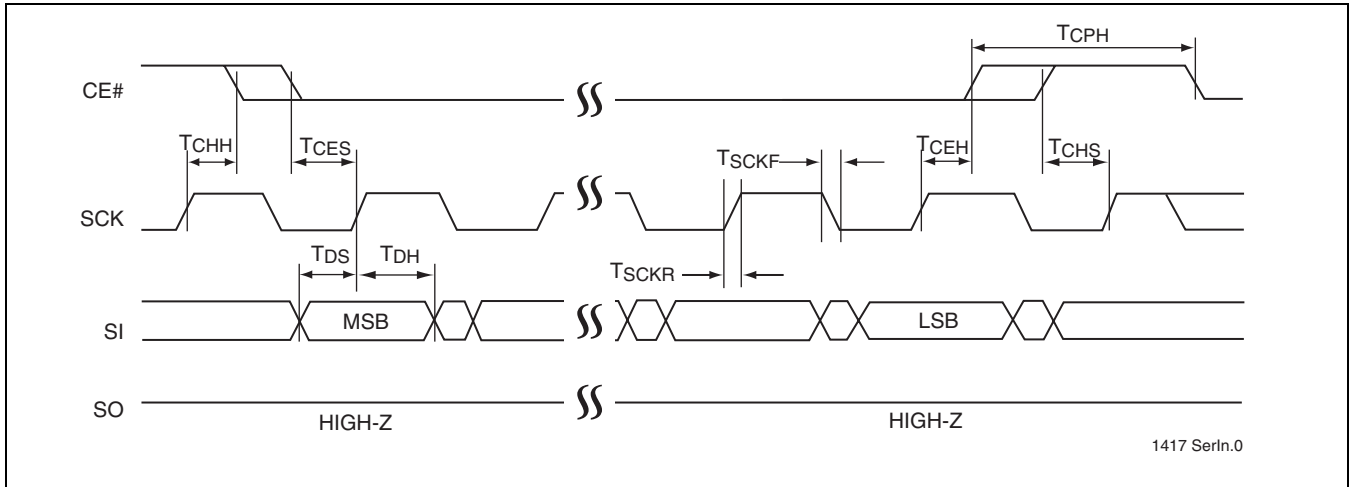 TCPH
CE#
TCHH
TCES
TSCKF
TCEH
TCHS
SCK
TDS
TDH
TSCKR
SI
MSB
LSB
SO
HIGH-Z
HIGH-Z
1417 SerIn.0